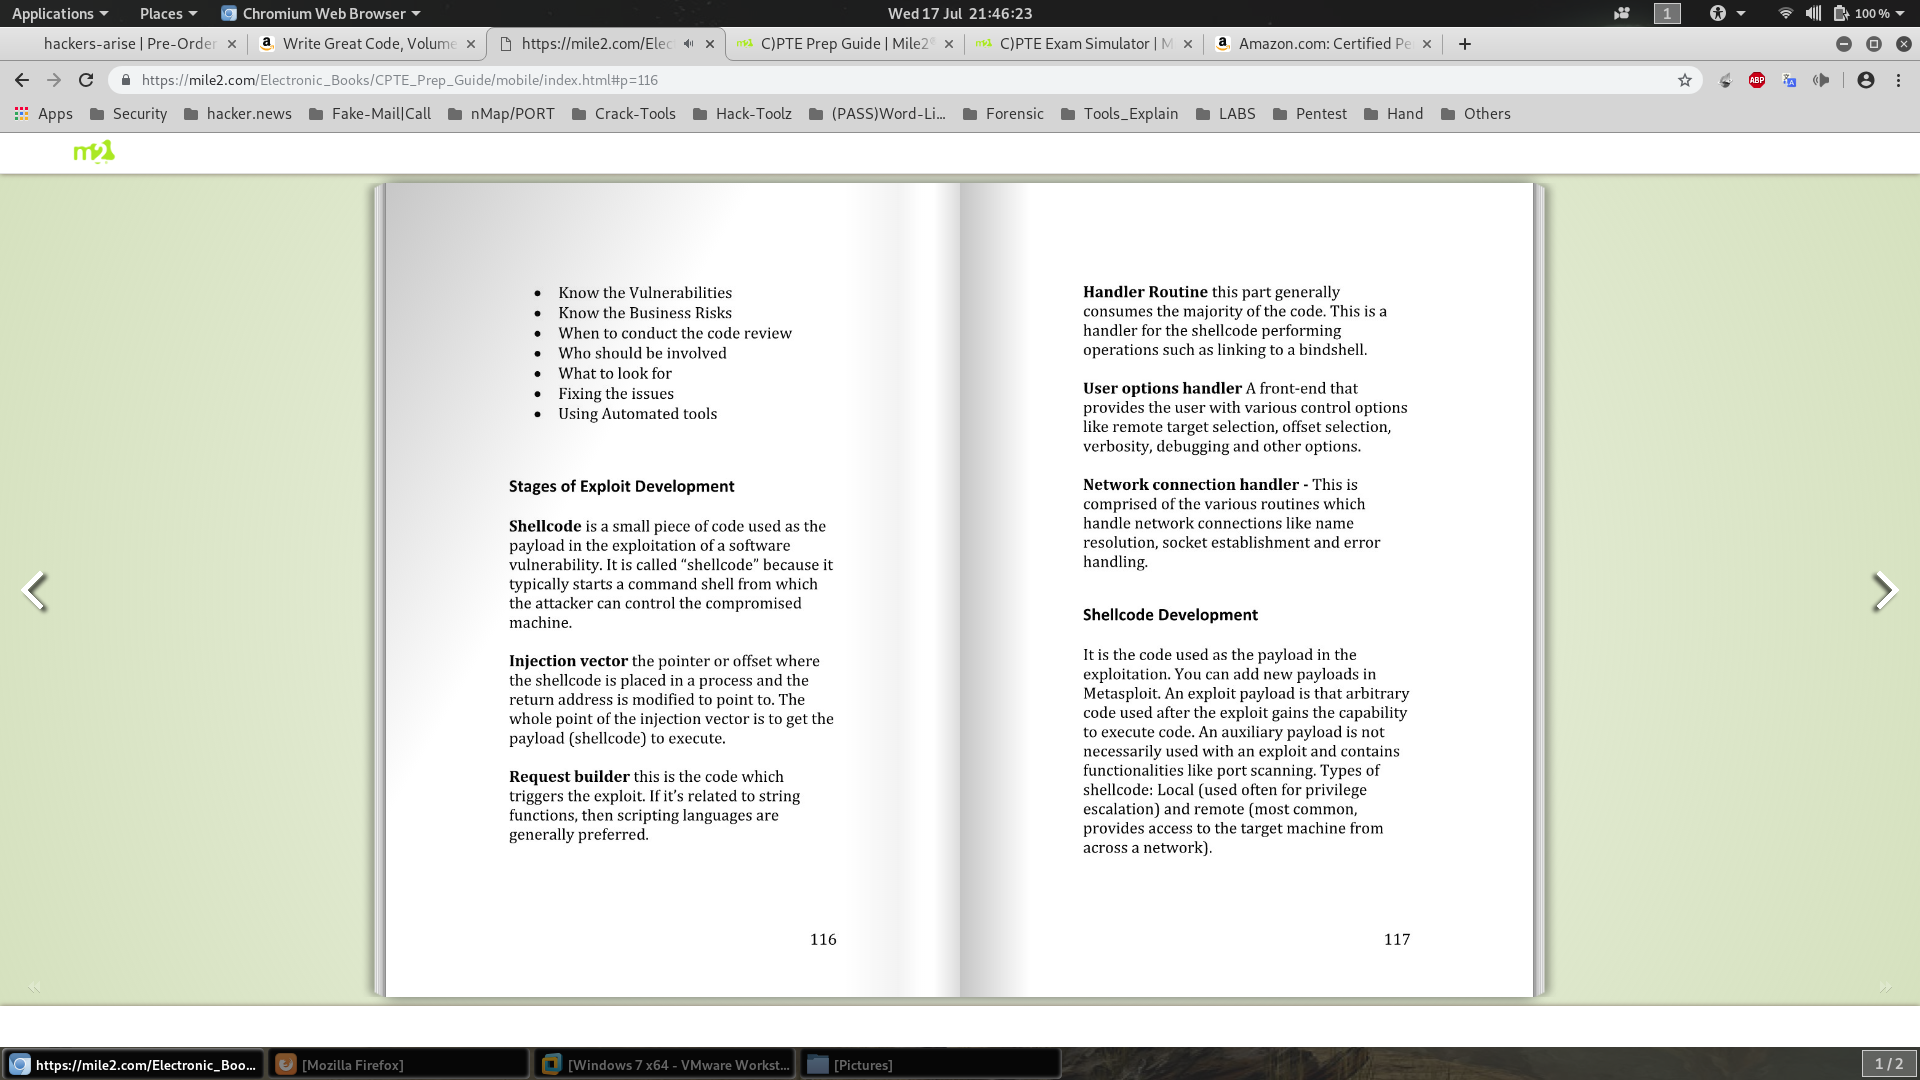 Applications Places Chromium Web Browser Wed 17 Jul 21:46:23 1 100 %
hackers-arise | Pre-Order Write Great Code, Volume https://mile2.com/Elec C)PTE Prep Guide | Mile2® C)PTE Exam Simulator | M Amazon.com: Certified Pe
https://mile2.com/Electronic_Books/CPTE_Prep_Guide/mobile/index.html#p=116 ABP
Apps Security hacker.news Fake-Mail|Call nMap/PORT Crack-Tools Hack-Toolz (PASS)Word-Li... Forensic Tools_Explain LABS Pentest Hand Others
m2
• Know the Vulnerabilities
• Know the Business Risks
• When to conduct the code review
• Who should be involved
• What to look for
• Fixing the issues
• Using Automated tools
Stages of Exploit Development
Shellcode is a small piece of code used as the
payload in the exploitation of a software
vulnerability. It is called “shellcode” because it
typically starts a command shell from which
the attacker can control the compromised
machine.
Injection vector the pointer or offset where
the shellcode is placed in a process and the
return address is modified to point to. The
whole point of the injection vector is to get the
payload (shellcode) to execute.
Request builder this is the code which
triggers the exploit. If it’s related to string
functions, then scripting languages are
generally preferred.
116
Handler Routine this part generally
consumes the majority of the code. This is a
handler for the shellcode performing
operations such as linking to a bindshell.
User options handler A front-end that
provides the user with various control options
like remote target selection, offset selection,
verbosity, debugging and other options.
Network connection handler - This is
comprised of the various routines which
handle network connections like name
resolution, socket establishment and error
handling.
Shellcode Development
It is the code used as the payload in the
exploitation. You can add new payloads in
Metasploit. An exploit payload is that arbitrary
code used after the exploit gains the capability
to execute code. An auxiliary payload is not
necessarily used with an exploit and contains
functionalities like port scanning. Types of
shellcode: Local (used often for privilege
escalation) and remote (most common,
provides access to the target machine from
across a network).
117
https://mile2.com/Electronic_Boo... [Mozilla Firefox] [Windows 7 x64 - VMware Workst... [Pictures] 1 / 2